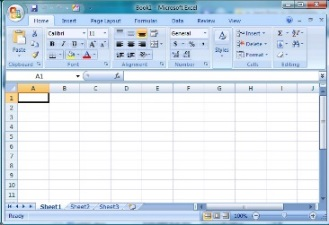 Book2 - Microsoft Excel
Home Insert Page Layout Formulas Data Review View
Paste
Calibri 11 General
B I U A A
$ % ,
Styles
Insert
Delete
Format
Clipboard Font Alignment Number Cells Editing
A1 fx
A B C D E F G H I J
1
2
3
4
5
6
7
8
9
10
11
Sheet1 Sheet2 Sheet3
Ready 100%